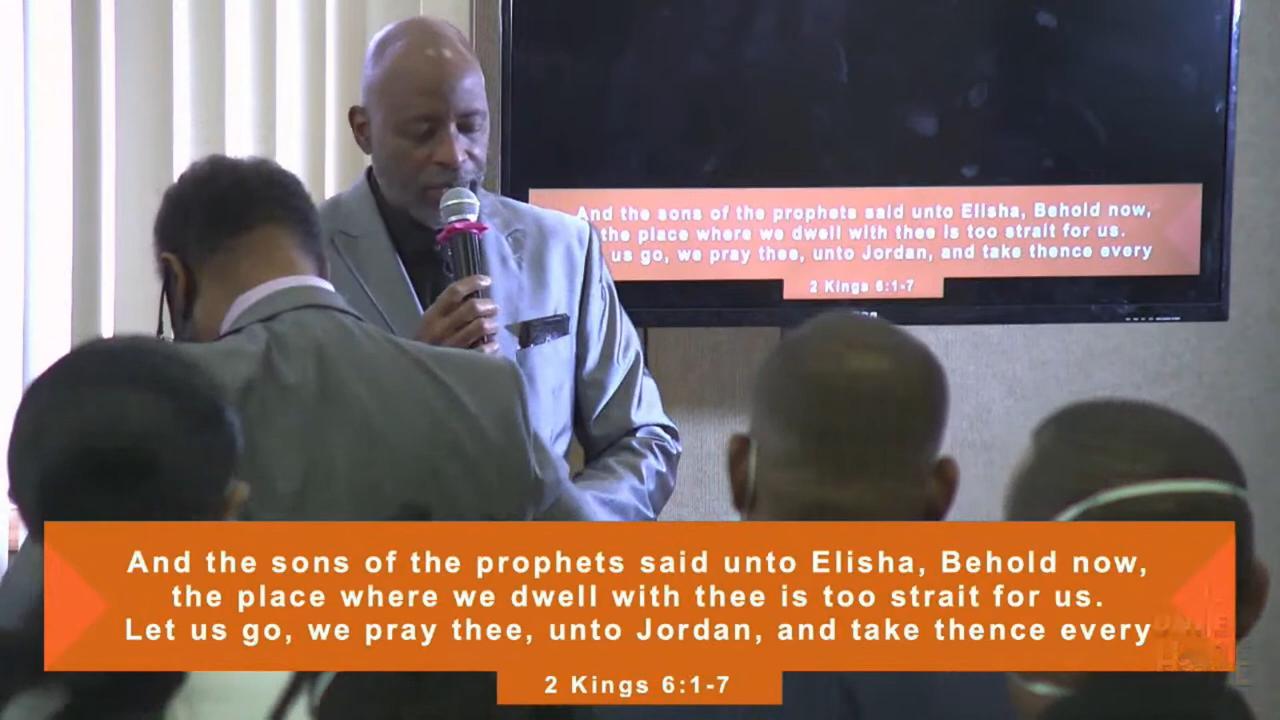 And the sons of the prophets said unto Elisha, Behold now,
the place where we dwell with thee is too strait for us.
us go, we pray thee, unto Jordan, and take thence every
2 Kings 6:1-7
And the sons of the prophets said unto Elisha, Behold now,
the place where we dwell with thee is too strait for us.
Let us go, we pray thee, unto Jordan, and take thence every
2 Kings 6:1-7